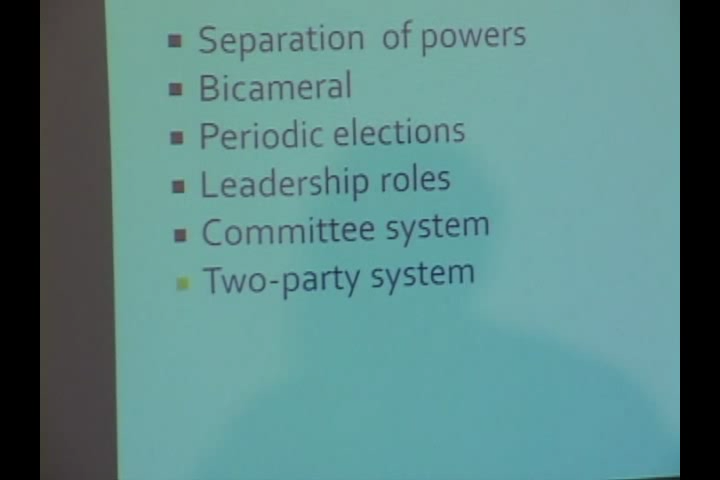 Separation of powers
Bicameral
Periodic elections
Leadership roles
Committee system
Two-party system